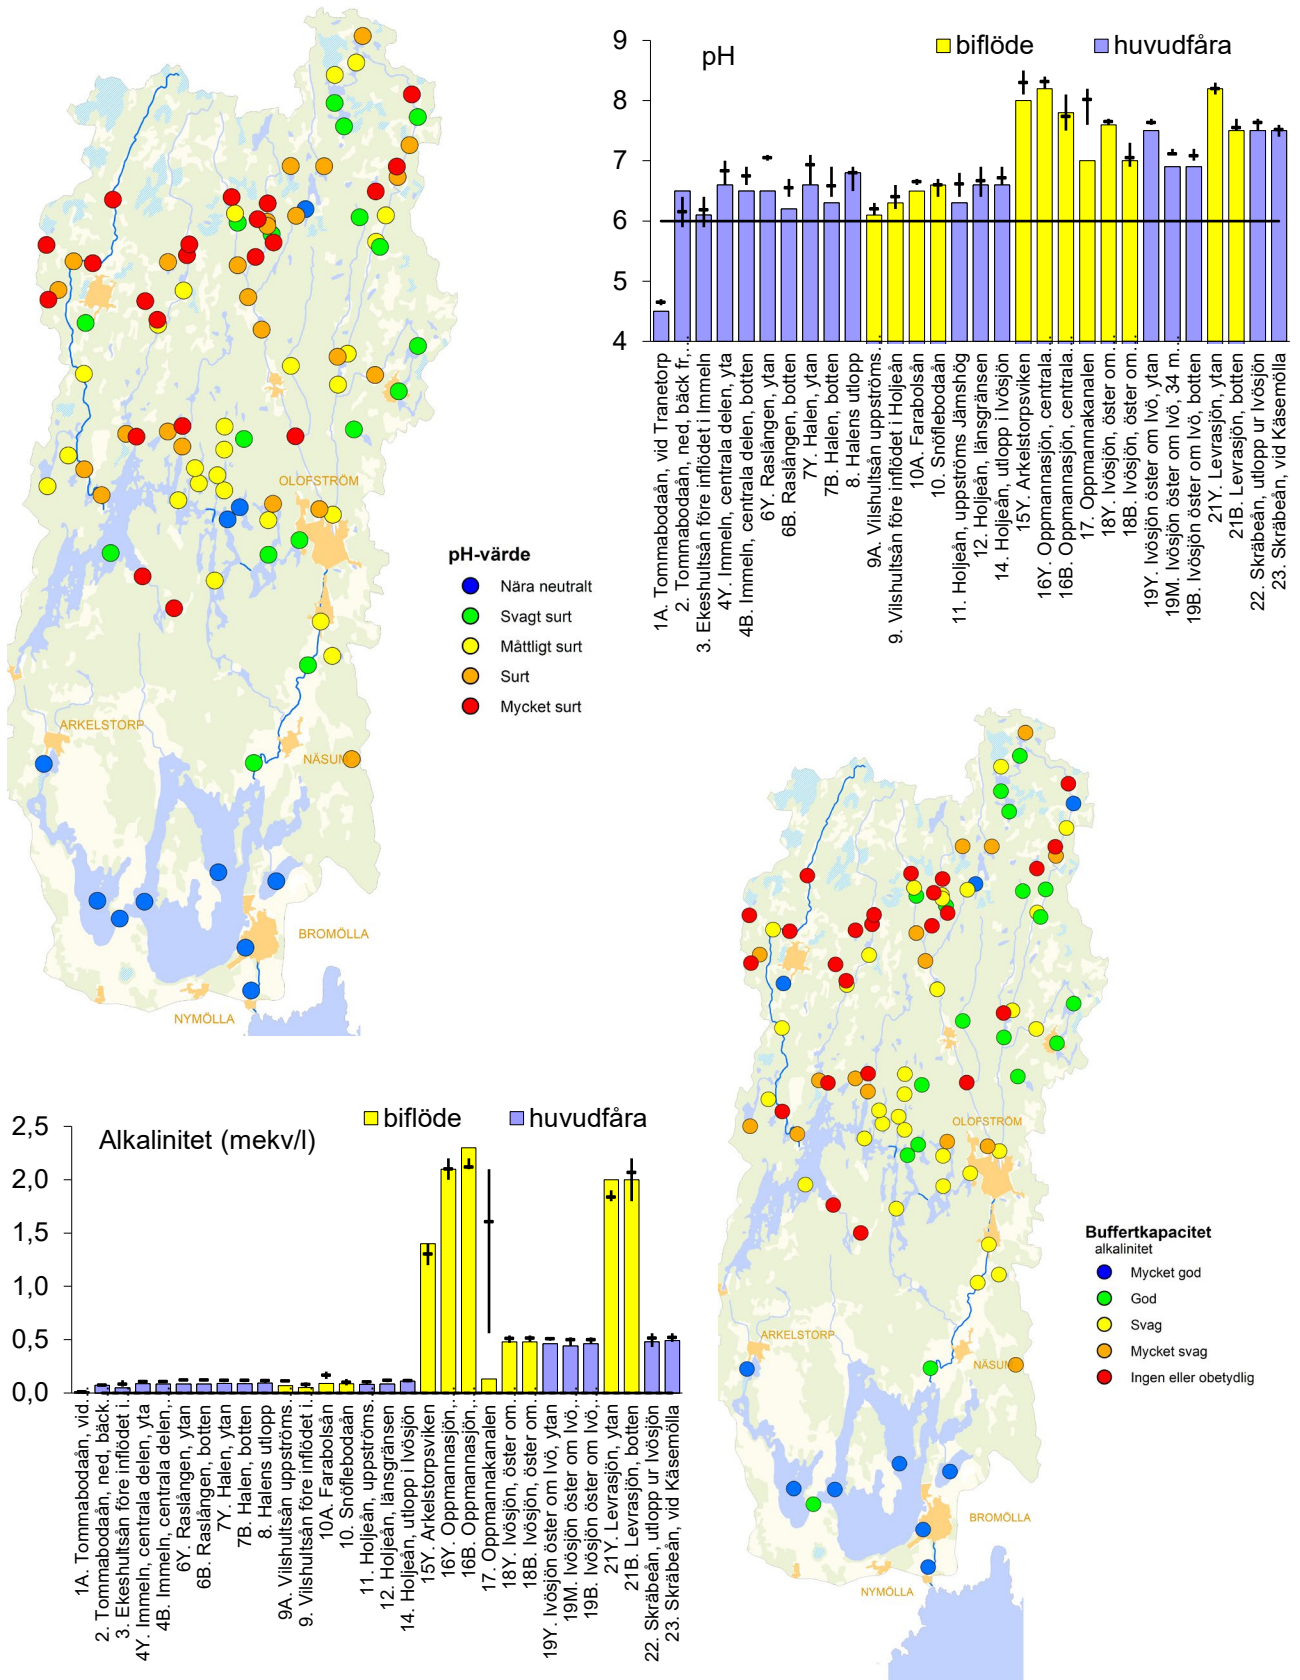 OLOFSTRÖM
ARKELSTORP
NÄSUM
BROMÖLLA
NYMÖLLA
pH-värde
Nära neutralt
Svagt surt
Måttligt surt
Surt
Mycket surt
pH
biflöde
huvudfåra
9
8
7
6
5
4
1A. Tommabodaån, vid Tranetorp
2. Tommabodaån, ned, bäck fr,..
3. Ekeshultsån före inflödet i Immeln
4Y. Immeln, centrala delen, yta
4B. Immeln, centrala delen, botten
6Y. Raslången, ytan
6B. Raslången, botten
7Y. Halen, ytan
7B. Halen, botten
8. Halens utlopp
9A. Vilshultsån uppströms…
9. Vilshultsån före inflödet i Holjeån
10A. Farabolsån
10. Snöflebodaån
11. Holjeån, uppströms Jämshög
12. Holjeån, länsgränsen
14. Holjeån, utlopp i Ivösjön
15Y. Arkelstorpsviken
16Y. Oppmannasjön, centrala..
16B. Oppmannasjön, centrala..
17. Oppmannakanalen
18Y. Ivösjön, öster om..
18B. Ivösjön, öster om..
19Y. Ivösjön öster om Ivö, ytan
19M. Ivösjön öster om Ivö, 34 m..
19B. Ivösjön öster om Ivö, botten
21Y. Levrasjön, ytan
21B. Levrasjön, botten
22. Skräbeån, utlopp ur Ivösjön
23. Skräbeån, vid Käsemölla
Alkalinitet (mekv/l)
biflöde
huvudfåra
2,5
2,0
1,5
1,0
0,5
0,0
1A. Tommabodaån, vid..
2. Tommabodaån, ned, bäck..
3. Ekeshultsån före inflödet i..
4Y. Immeln, centrala delen, yta
4B. Immeln, centrala delen,..
6Y. Raslången, ytan
6B. Raslången, botten
7Y. Halen, ytan
7B. Halen, botten
8. Halens utlopp
9A. Vilshultsån uppströms..
9. Vilshultsån före inflödet i..
10A. Farabolsån
10. Snöflebodaån
11. Holjeån, uppströms..
12. Holjeån, länsgränsen
14. Holjeån, utlopp i Ivösjön
15Y. Arkelstorpsviken
16Y. Oppmannasjön,..
16B. Oppmannasjön,..
17. Oppmannakanalen
18Y. Ivösjön, öster om..
18B. Ivösjön, öster om..
19Y. Ivösjön öster om Ivö, ytan
19M. Ivösjön öster om Ivö,..
19B. Ivösjön öster om Ivö,..
21Y. Levrasjön, ytan
21B. Levrasjön, botten
22. Skräbeån, utlopp ur Ivösjön
23. Skräbeån, vid Käsemölla
OLOFSTRÖM
ARKELSTORP
NÄSUM
BROMÖLLA
NYMÖLLA
Buffertkapacitet
alkalinitet
Mycket god
God
Svag
Mycket svag
Ingen eller obetydlig